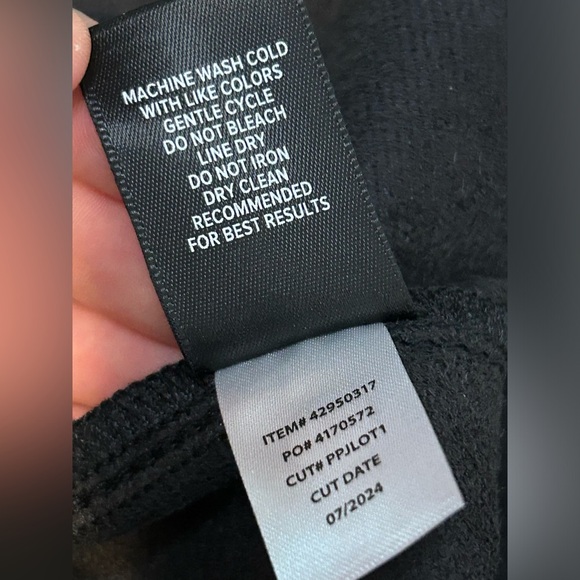 MACHINE WASH COLD
WITH LIKE COLORS
GENTLE CYCLE
DO NOT BLEACH
LINE DRY
DO NOT IRON
DRY CLEAN
RECOMMENDED
FOR BEST RESULTS
ITEM# 42950317
PO# 4170572
CUT# PPJLOT1
CUT DATE
07/2024